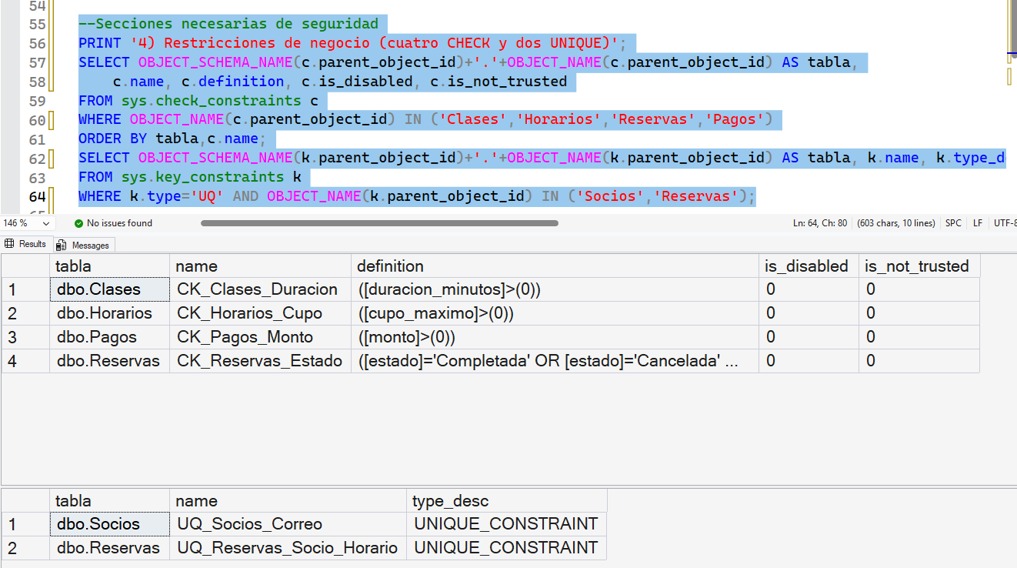 54
55 --Secciones necesarias de seguridad
56 PRINT '4) Restricciones de negocio (cuatro CHECK y dos UNIQUE)';
57 SELECT OBJECT_SCHEMA_NAME(c.parent_object_id)+'.'+OBJECT_NAME(c.parent_object_id) AS tabla,
58 c.name, c.definition, c.is_disabled, c.is_not_trusted
59 FROM sys.check_constraints c
60 WHERE OBJECT_NAME(c.parent_object_id) IN ('Clases','Horarios','Reservas','Pagos')
61 ORDER BY tabla,c.name;
62 SELECT OBJECT_SCHEMA_NAME(k.parent_object_id)+'.'+OBJECT_NAME(k.parent_object_id) AS tabla, k.name, k.type_d
63 FROM sys.key_constraints k
64 WHERE k.type='UQ' AND OBJECT_NAME(k.parent_object_id) IN ('Socios','Reservas');
146 % No issues found Ln: 64, Ch: 80 (603 chars, 10 lines) SPC LF UTF-8
Results Messages
tabla name definition is_disabled is_not_trusted
1 dbo.Clases CK_Clases_Duracion ([duracion_minutos]>(0)) 0 0
2 dbo.Horarios CK_Horarios_Cupo ([cupo_maximo]>(0)) 0 0
3 dbo.Pagos CK_Pagos_Monto ([monto]>(0)) 0 0
4 dbo.Reservas CK_Reservas_Estado ([estado]='Completada' OR [estado]='Cancelada' ... 0 0
tabla name type_desc
1 dbo.Socios UQ_Socios_Correo UNIQUE_CONSTRAINT
2 dbo.Reservas UQ_Reservas_Socio_Horario UNIQUE_CONSTRAINT